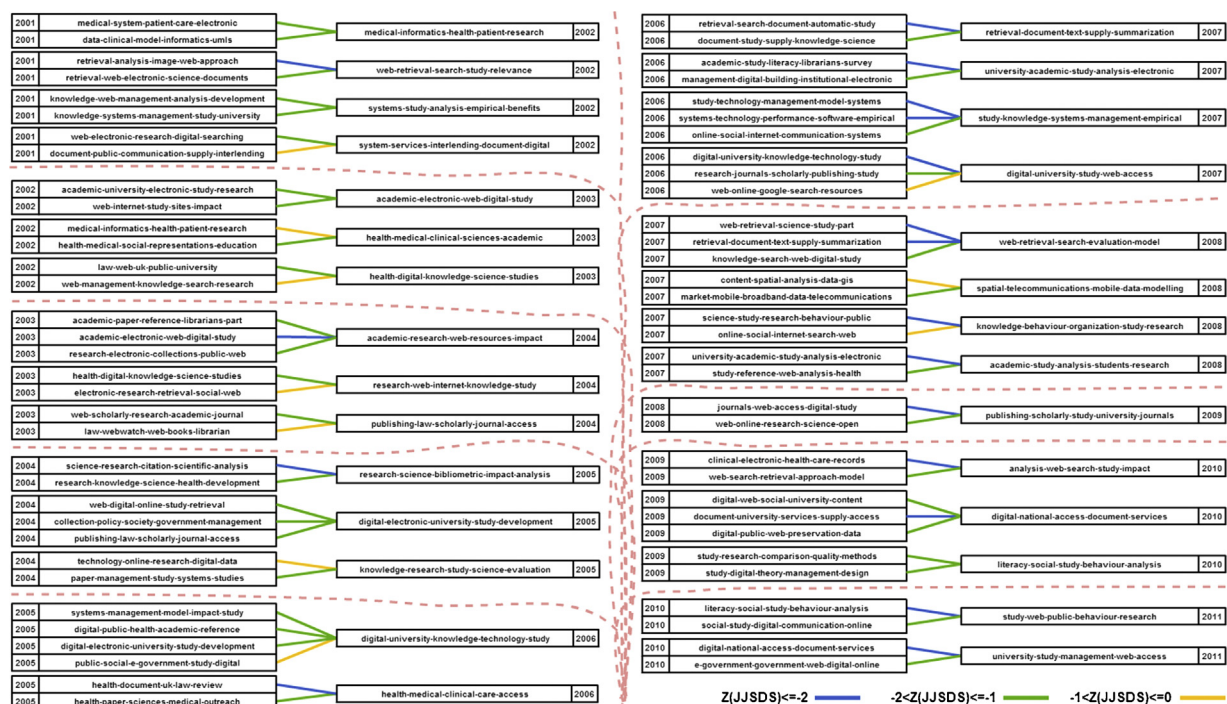 2001 medical-system-patient-care-electronic
2001 data-clinical-model-informatics-umls
medical-informatics-health-patient-research 2002
2001 retrieval-analysis-image-web-approach
2001 retrieval-web-electronic-science-documents
web-retrieval-search-study-relevance 2002
2001 knowledge-web-management-analysis-development
2001 knowledge-systems-management-study-university
systems-study-analysis-empirical-benefits 2002
2001 web-electronic-research-digital-searching
2001 document-public-communication-supply-interlending
system-services-interlending-document-digital 2002
2002 academic-university-electronic-study-research
2002 web-internet-study-sites-impact
academic-electronic-web-digital-study 2003
2002 medical-informatics-health-patient-research
2002 health-medical-social-representations-education
health-medical-clinical-sciences-academic 2003
2002 law-web-uk-public-university
2002 web-management-knowledge-search-research
health-digital-knowledge-science-studies 2003
2003 academic-paper-reference-librarians-part
2003 academic-electronic-web-digital-study
2003 research-electronic-collections-public-web
academic-research-web-resources-impact 2004
2003 health-digital-knowledge-science-studies
2003 electronic-research-retrieval-social-web
research-web-internet-knowledge-study 2004
2003 web-scholarly-research-academic-journal
2003 law-webwatch-web-books-librarian
publishing-law-scholarly-journal-access 2004
2004 science-research-citation-scientific-analysis
2004 research-knowledge-science-health-development
research-science-bibliometric-impact-analysis 2005
2004 web-digital-online-study-retrieval
2004 collection-policy-society-government-management
2004 publishing-law-scholarly-journal-access
digital-electronic-university-study-development 2005
2004 technology-online-research-digital-data
2004 paper-management-study-systems-studies
knowledge-research-study-science-evaluation 2005
2005 systems-management-model-impact-study
2005 digital-public-health-academic-reference
2005 digital-electronic-university-study-development
2005 public-social-e-government-study-digital
digital-university-knowledge-technology-study 2006
2005 health-document-uk-law-review
2005 health-paper-sciences-medical-outreach
health-medical-clinical-care-access 2006
2006 retrieval-search-document-automatic-study
2006 document-study-supply-knowledge-science
retrieval-document-text-supply-summarization 2007
2006 academic-study-literacy-librarians-survey
2006 management-digital-building-institutional-electronic
university-academic-study-analysis-electronic 2007
2006 study-technology-management-model-systems
2006 systems-technology-performance-software-empirical
2006 online-social-internet-communication-systems
study-knowledge-systems-management-empirical 2007
2006 digital-university-knowledge-technology-study
2006 research-journals-scholarly-publishing-study
2006 web-online-google-search-resources
digital-university-study-web-access 2007
2007 web-retrieval-science-study-part
2007 retrieval-document-text-supply-summarization
2007 knowledge-search-web-digital-study
web-retrieval-search-evaluation-model 2008
2007 content-spatial-analysis-data-gis
2007 market-mobile-broadband-data-telecommunications
spatial-telecommunications-mobile-data-modelling 2008
2007 science-study-research-behaviour-public
2007 online-social-internet-search-web
knowledge-behaviour-organization-study-research 2008
2007 university-academic-study-analysis-electronic
2007 study-reference-web-analysis-health
academic-study-analysis-students-research 2008
2008 journals-web-access-digital-study
2008 web-online-research-science-open
publishing-scholarly-study-university-journals 2009
2009 clinical-electronic-health-care-records
2009 web-search-retrieval-approach-model
analysis-web-search-study-impact 2010
2009 digital-web-social-university-content
2009 document-university-services-supply-access
2009 digital-public-web-preservation-data
digital-national-access-document-services 2010
2009 study-research-comparison-quality-methods
2009 study-digital-theory-management-design
literacy-social-study-behaviour-analysis 2010
2010 literacy-social-study-behaviour-analysis
2010 social-study-digital-communication-online
study-web-public-behaviour-research 2011
2010 digital-national-access-document-services
2010 e-government-government-web-digital-online
university-study-management-web-access 2011
Z(JJSDS)<=-2 -2<Z(JJSDS)<=-1 -1<Z(JJSDS)<=0